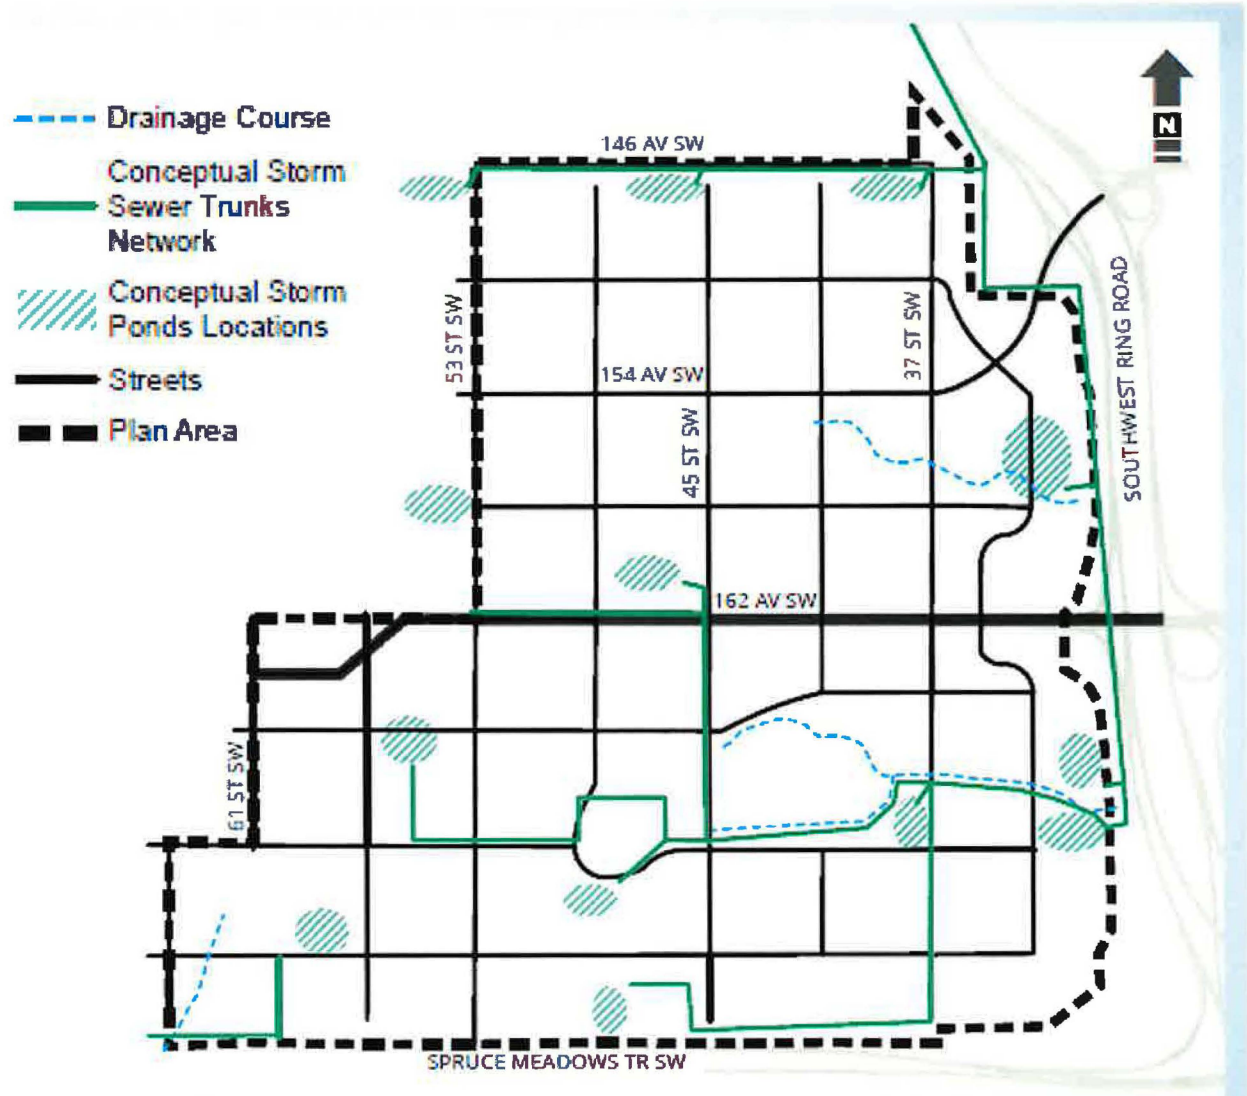 Drainage Course
Conceptual Storm
Sewer Trunks
Network
Conceptual Storm
Ponds Locations
Streets
Plan Area
146 AV SW
N
53 ST SW
154 AV SW
37 ST SW
45 ST SW
SOUTHWEST RING ROAD
162 AV SW
61 ST SW
SPRUCE MEADOWS TR SW